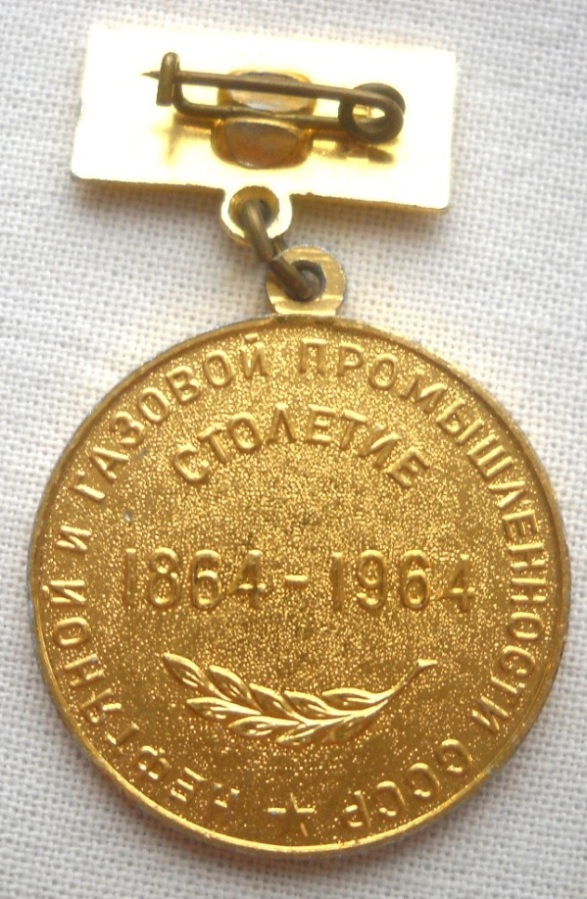 СТОЛЕТИЕ
НЕФТЯНОЙ И ГАЗОВОЙ ПРОМЫШЛЕННОСТИ СССР
1864-1964